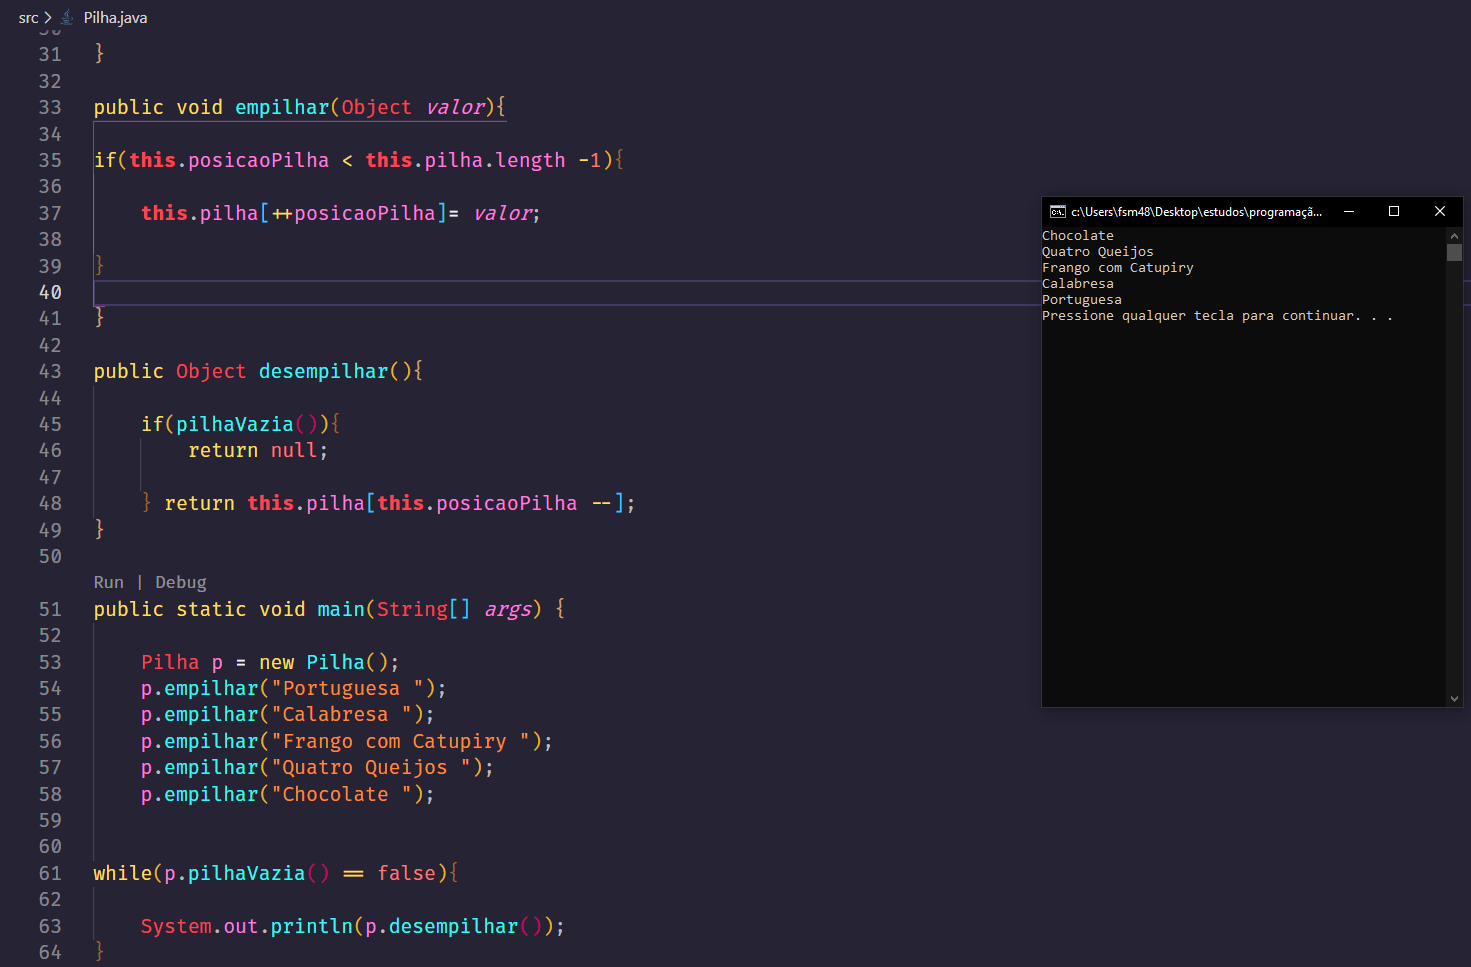 src > Pilha.java
30
31 }
32
33 public void empilhar(Object valor){
34
35 if(this.posicaoPilha < this.pilha.length -1){
36
37 this.pilha[++posicaoPilha]= valor;
38
39 }
40
41 }
42
43 public Object desempilhar(){
44
45 if(pilhaVazia()){
46 return null;
47
48 } return this.pilha[this.posicaoPilha --];
49 }
50
Run | Debug
51 public static void main(String[] args) {
52
53 Pilha p = new Pilha();
54 p.empilhar("Portuguesa ");
55 p.empilhar("Calabresa ");
56 p.empilhar("Frango com Catupiry ");
57 p.empilhar("Quatro Queijos ");
58 p.empilhar("Chocolate ");
59
60
61 while(p.pilhaVazia() == false){
62
63 System.out.println(p.desempilhar());
64 }
c:\Users\fsm48\Desktop\estudos\programaçã...
Chocolate
Quatro Queijos
Frango com Catupiry
Calabresa
Portuguesa
Pressione qualquer tecla para continuar. . .